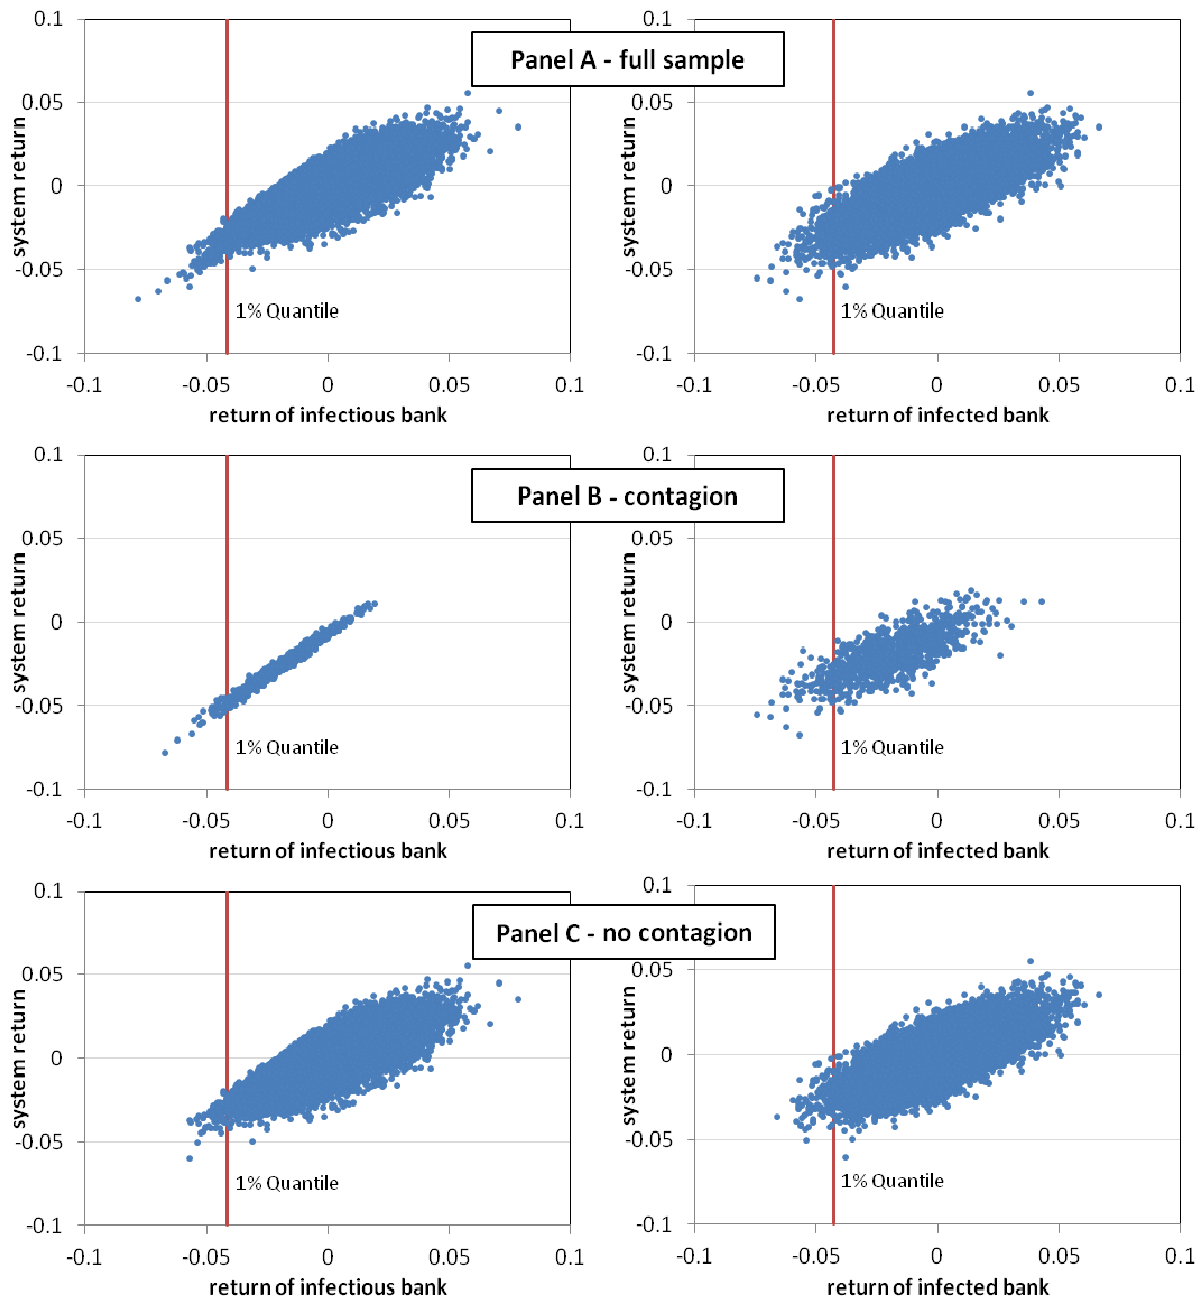 Panel A - full sample
0.1
0.05
0
-0.05
-0.1
system return
1% Quantile
-0.1 -0.05 0 0.05 0.1
return of infectious bank
0.1
0.05
0
-0.05
-0.1
system return
1% Quantile
-0.1 -0.05 0 0.05 0.1
return of infected bank
Panel B - contagion
0.1
0.05
0
-0.05
-0.1
system return
1% Quantile
-0.1 -0.05 0 0.05 0.1
return of infectious bank
0.1
0.05
0
-0.05
-0.1
system return
1% Quantile
-0.1 -0.05 0 0.05 0.1
return of infected bank
Panel C - no contagion
0.1
0.05
0
-0.05
-0.1
system return
1% Quantile
-0.1 -0.05 0 0.05 0.1
return of infectious bank
0.1
0.05
0
-0.05
-0.1
system return
1% Quantile
-0.1 -0.05 0 0.05 0.1
return of infected bank